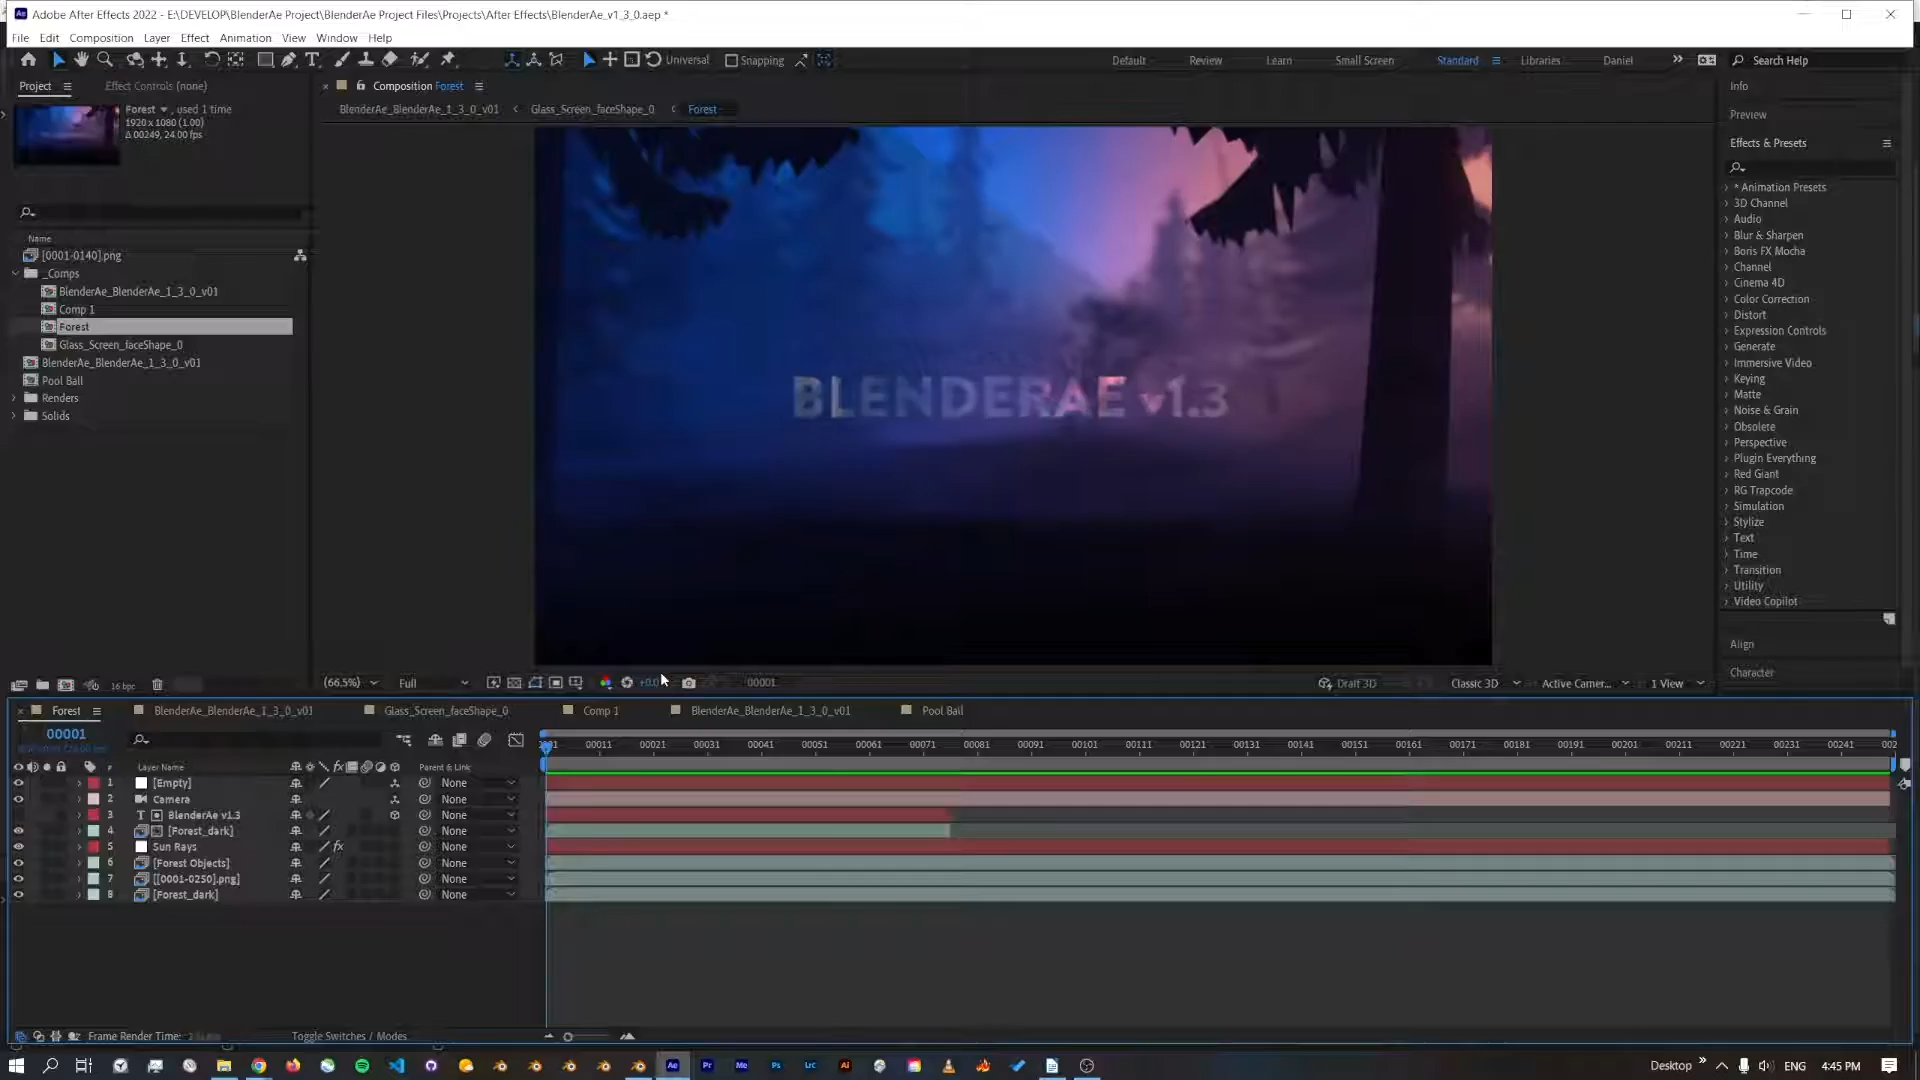 Adobe After Effects 2022 - E:\DEVELOP\BlenderAe Project\BlenderAe Project Files\Projects\After Effects\BlenderAe_v1_3_0.aep *
File Edit Composition Layer Effect Animation View Window Help
Universal Snapping Default Review Learn Small Screen Standard Libraries Daniel Search Help
Project Effect Controls (none) Composition Forest Info
Forest , used 1 time
1920 x 1080 (1.00)
Δ 00249, 24.00 fps
BlenderAe_BlenderAe_1_3_0_v01 Glass_Screen_faceShape_0 Forest
Preview
Effects & Presets
* Animation Presets
3D Channel
Audio
Blur & Sharpen
Boris FX Mocha
Channel
Cinema 4D
Color Correction
Distort
Expression Controls
Generate
Immersive Video
Keying
Matte
Noise & Grain
Obsolete
Perspective
Plugin Everything
Red Giant
RG Trapcode
Simulation
Stylize
Text
Time
Transition
Utility
Video Copilot
Align
Character
Name
[0001-0140].png
_Comps
BlenderAe_BlenderAe_1_3_0_v01
Comp 1
Forest
Glass_Screen_faceShape_0
BlenderAe_BlenderAe_1_3_0_v01
Pool Ball
Renders
Solids
BLENDERAE v1.3
16 bpc (66.5%) Full +0.0 00001 Draft 3D Classic 3D Active Camer... 1 View
Forest BlenderAe_BlenderAe_1_3_0_v01 Glass_Screen_faceShape_0 Comp 1 BlenderAe_BlenderAe_1_3_0_v01 Pool Ball
00001
00011 00021 00031 00041 00051 00061 00071 00081 00091 00101 00111 00121 00131 00141 00151 00161 00171 00181 00191 00201 00211 00221 00231 00241 002
# Layer Name fx Parent & Link
1 [Empty] None
2 Camera None
3 T BlenderAe v1.3 None
4 [Forest_dark] None
5 Sun Rays fx None
6 [Forest Objects] None
7 [[0001-0250].png] None
8 [Forest_dark] None
Frame Render Time: Toggle Switches / Modes
Ae Pr Me Ps Lrc Ai Desktop ENG 4:45 PM